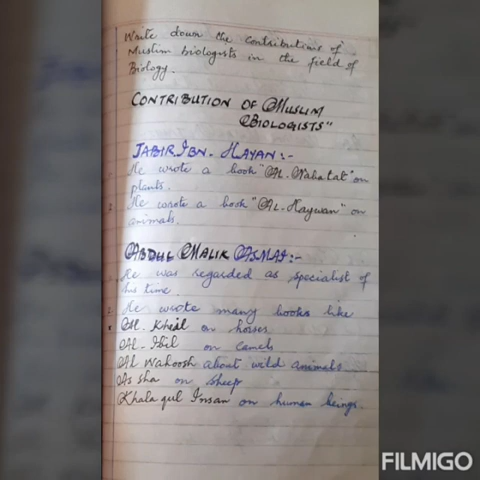 Write down the contributions of
Muslim biologists in the field of
Biology.
CONTRIBUTION OF MUSLIM
BIOLOGISTS"
JABIR IBN- HAYAN :-
He wrote a book "AL-Nabatat" on
plants.
He wrote a book "AL-Haywan" on
animals.
ABDUL MALIK ASMAI :-
He was regarded as specialist of
his time.
He wrote many books like
Al- Kheil on horses
Al- Ibil on camels
Al Wahoosh about wild animals
As sha on sheep
Khalaqul Insan on human beings.
FILMIGO